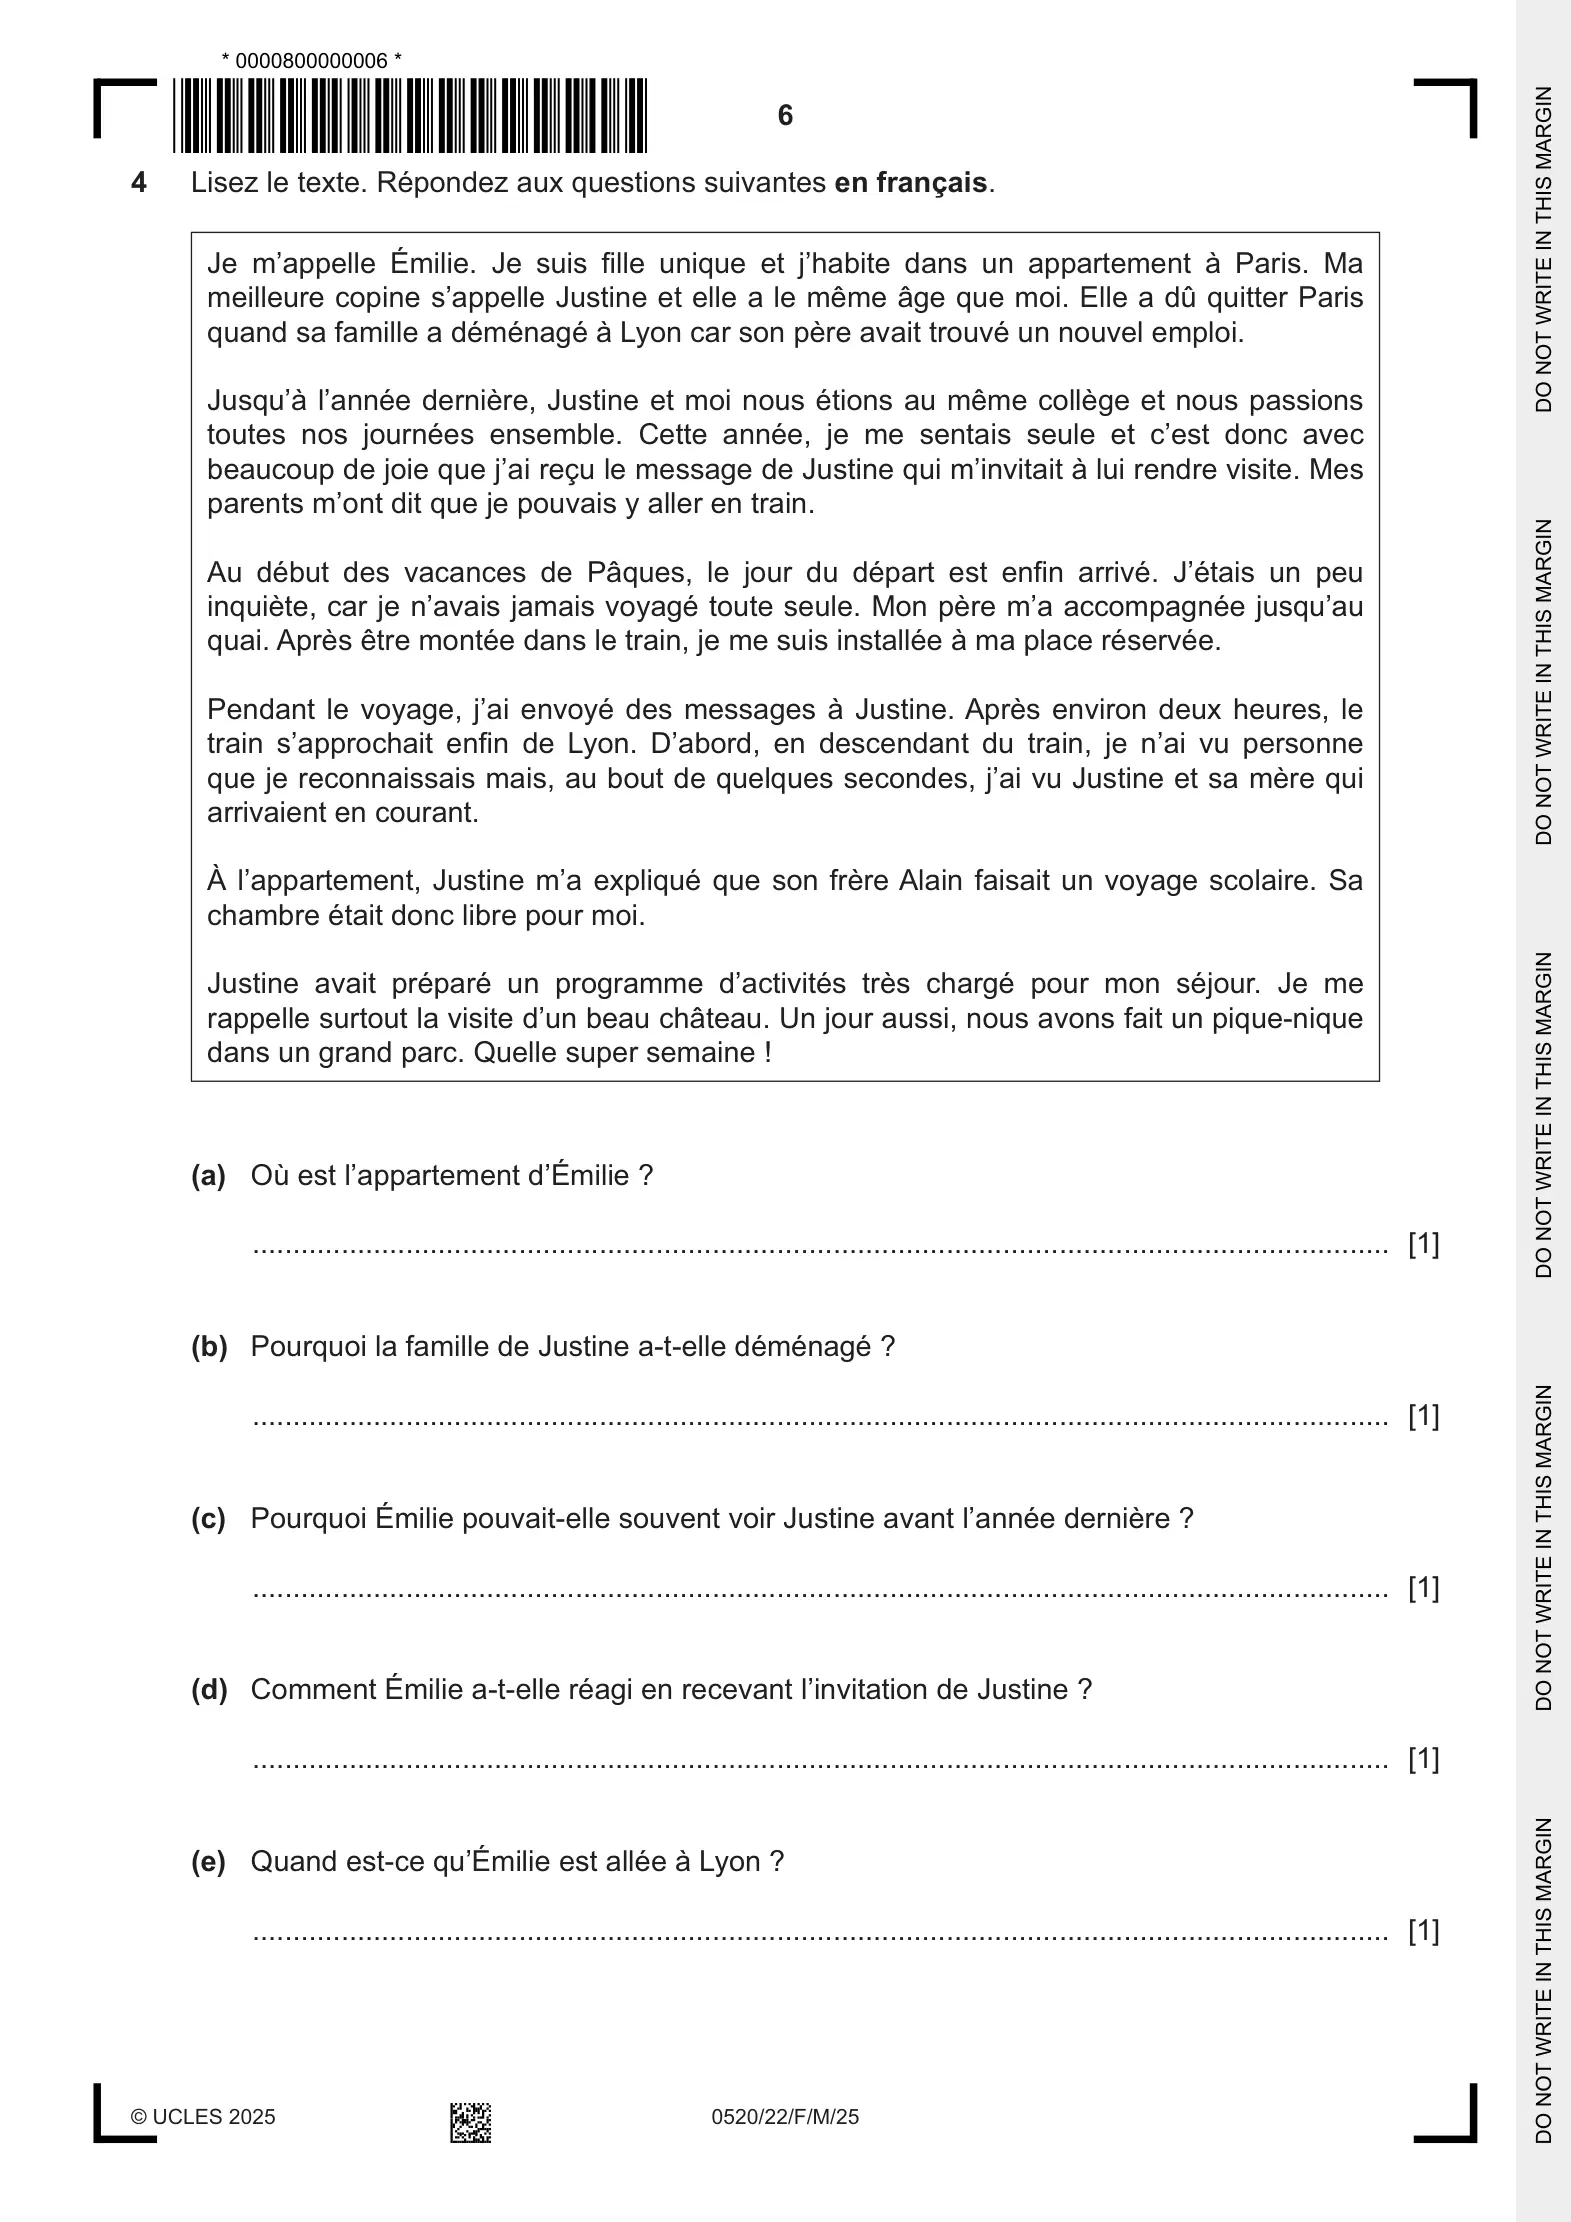 * 0000800000006 *
6
4 Lisez le texte. Répondez aux questions suivantes en français.
Je m’appelle Émilie. Je suis fille unique et j’habite dans un appartement à Paris. Ma
meilleure copine s’appelle Justine et elle a le même âge que moi. Elle a dû quitter Paris
quand sa famille a déménagé à Lyon car son père avait trouvé un nouvel emploi.
Jusqu’à l’année dernière, Justine et moi nous étions au même collège et nous passions
toutes nos journées ensemble. Cette année, je me sentais seule et c’est donc avec
beaucoup de joie que j’ai reçu le message de Justine qui m’invitait à lui rendre visite. Mes
parents m’ont dit que je pouvais y aller en train.
Au début des vacances de Pâques, le jour du départ est enfin arrivé. J’étais un peu
inquiète, car je n’avais jamais voyagé toute seule. Mon père m’a accompagnée jusqu’au
quai. Après être montée dans le train, je me suis installée à ma place réservée.
Pendant le voyage, j’ai envoyé des messages à Justine. Après environ deux heures, le
train s’approchait enfin de Lyon. D’abord, en descendant du train, je n’ai vu personne
que je reconnaissais mais, au bout de quelques secondes, j’ai vu Justine et sa mère qui
arrivaient en courant.
À l’appartement, Justine m’a expliqué que son frère Alain faisait un voyage scolaire. Sa
chambre était donc libre pour moi.
Justine avait préparé un programme d’activités très chargé pour mon séjour. Je me
rappelle surtout la visite d’un beau château. Un jour aussi, nous avons fait un pique-nique
dans un grand parc. Quelle super semaine !
(a) Où est l’appartement d’Émilie ?
[1]
(b) Pourquoi la famille de Justine a-t-elle déménagé ?
[1]
(c) Pourquoi Émilie pouvait-elle souvent voir Justine avant l’année dernière ?
[1]
(d) Comment Émilie a-t-elle réagi en recevant l’invitation de Justine ?
[1]
(e) Quand est-ce qu’Émilie est allée à Lyon ?
[1]
© UCLES 2025
0520/22/F/M/25
DO NOT WRITE IN THIS MARGIN
DO NOT WRITE IN THIS MARGIN
DO NOT WRITE IN THIS MARGIN
DO NOT WRITE IN THIS MARGIN
DO NOT WRITE IN THIS MARGIN